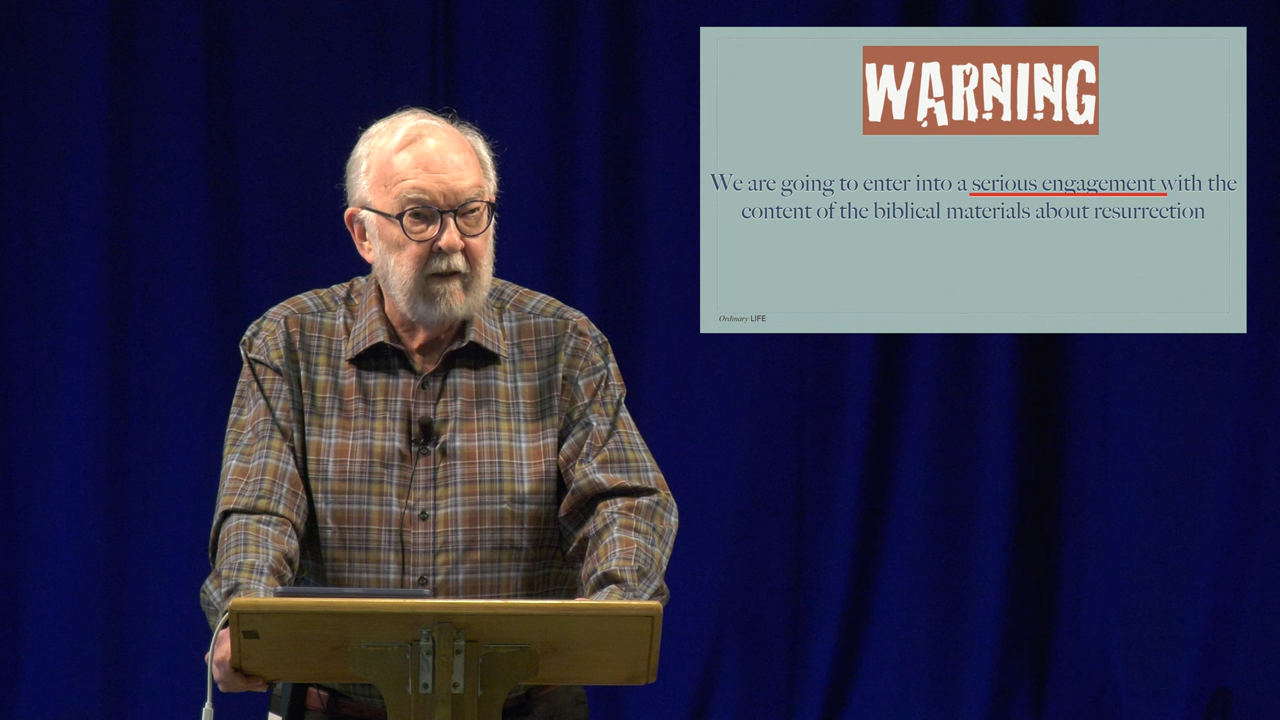 WARNING
We are going to enter into a serious engagement with the
content of the biblical materials about resurrection
Ordinary LIFE